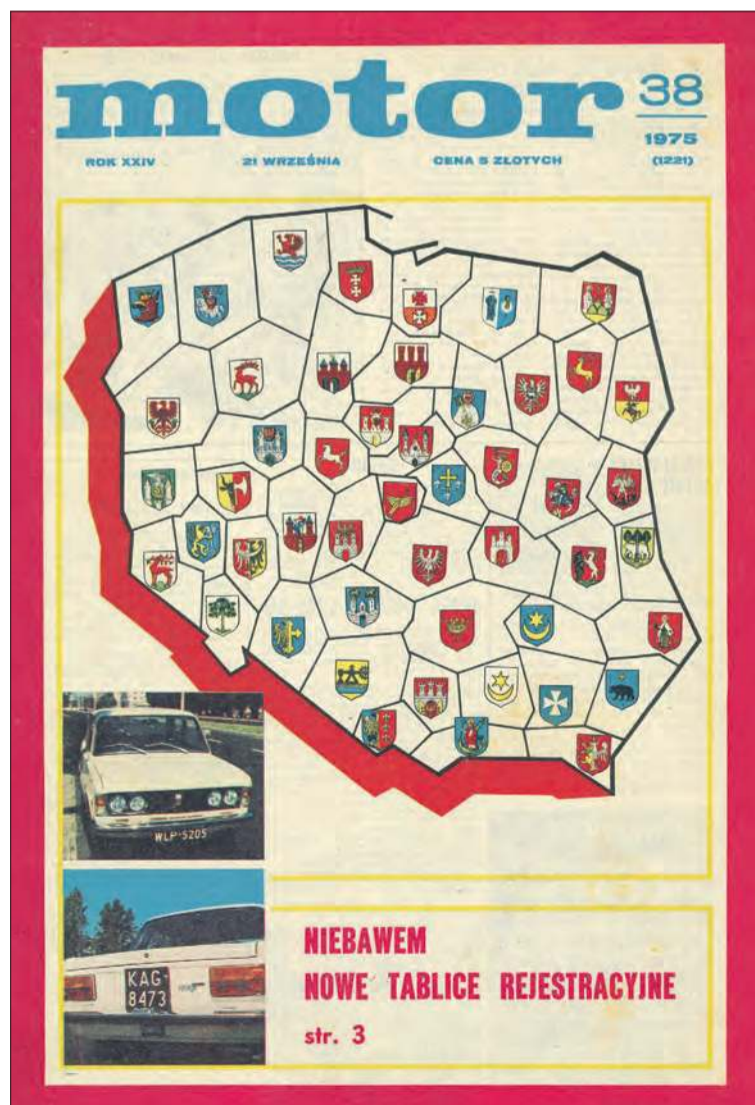 motor
38
1975
(1221)
ROK XXIV
21 WRZEŚNIA
CENA 5 ZŁOTYCH
WLP-5205
KAG-
8473
NIEBAWEM
NOWE TABLICE REJESTRACYJNE
str. 3